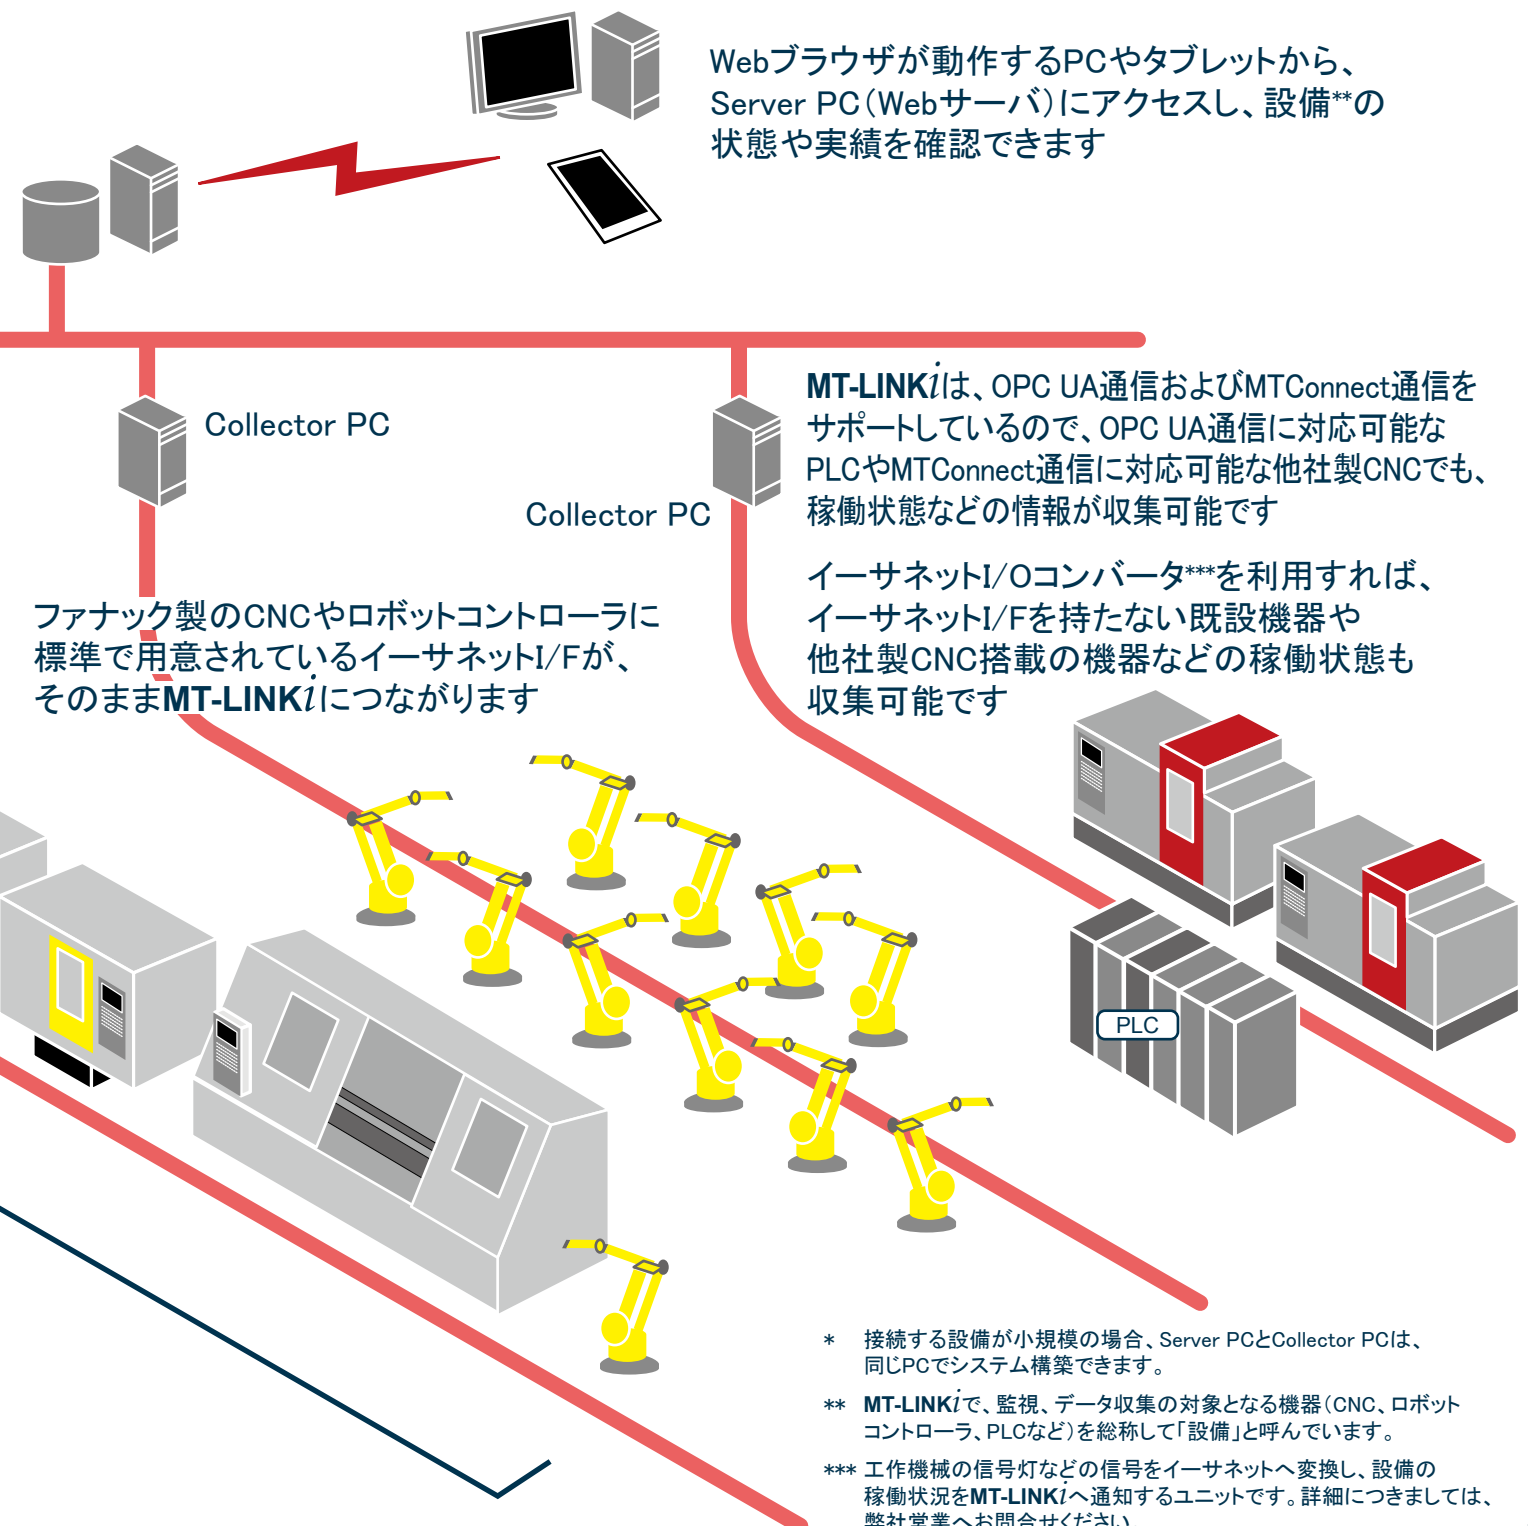 Webブラウザが動作するPCやタブレットから、
Server PC（Webサーバ）にアクセスし、設備**の
状態や実績を確認できます
Collector PC
Collector PC
MT-LINKiは、OPC UA通信およびMTConnect通信を
サポートしているので、OPC UA通信に対応可能な
PLCやMTConnect通信に対応可能な他社製CNCでも、
稼働状態などの情報が収集可能です
イーサネットI/Oコンバータ***を利用すれば、
イーサネットI/Fを持たない既設機器や
他社製CNC搭載の機器などの稼働状態も
収集可能です
ファナック製のCNCやロボットコントローラに
標準で用意されているイーサネットI/Fが、
そのままMT-LINKiにつながります
PLC
* 接続する設備が小規模の場合、Server PCとCollector PCは、
同じPCでシステム構築できます。
** MT-LINKiで、監視、データ収集の対象となる機器（CNC、ロボット
コントローラ、PLCなど）を総称して「設備」と呼んでいます。
*** 工作機械の信号灯などの信号をイーサネットへ変換し、設備の
稼働状況をMT-LINKiへ通知するユニットです。詳細につきましては、
弊社営業へお問合せください。